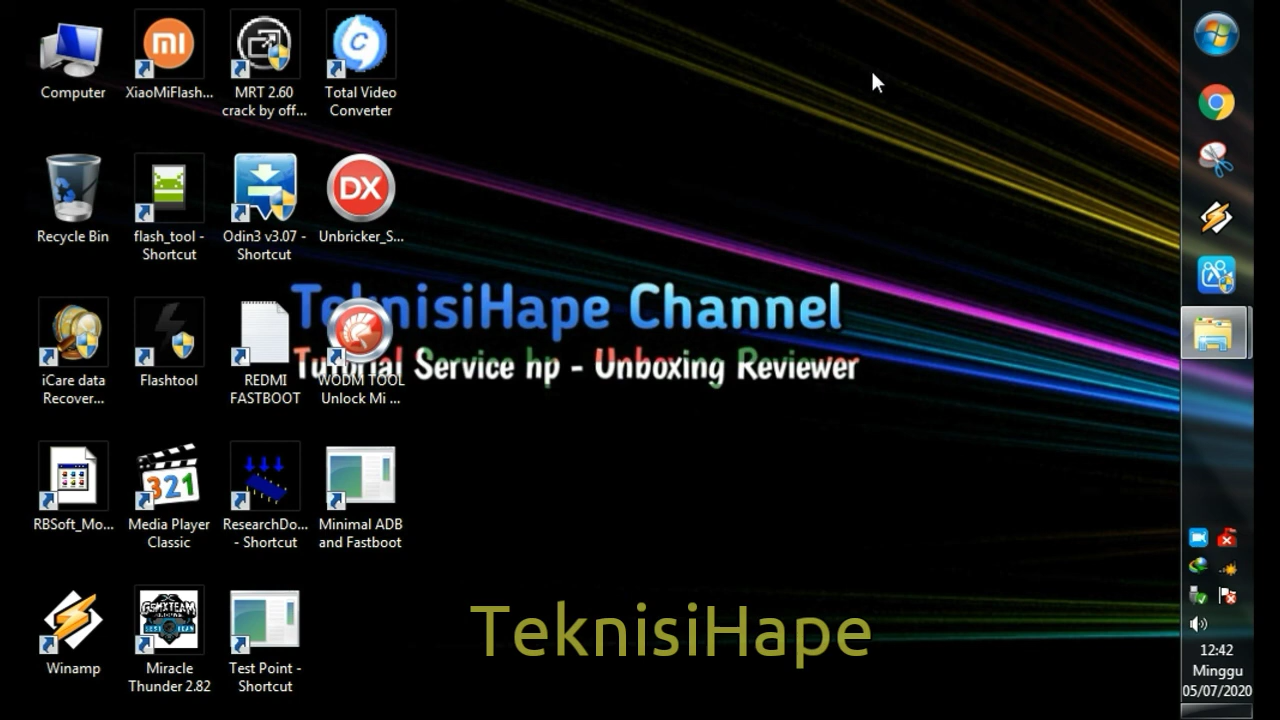 Computer
XiaoMiFlash...
MRT 2.60
crack by off...
Total Video
Converter
Recycle Bin
flash_tool -
Shortcut
Odin3 v3.07 -
Shortcut
DX
Unbricker_S...
TeknisiHape Channel
Tutorial Service hp - Unboxing Reviewer
iCare data
Recover...
Flashtool
REDMI
FASTBOOT
WODM TOOL
Unlock Mi ...
RBSoft_Mo...
321
Media Player
Classic
ResearchDo...
- Shortcut
Minimal ADB
and Fastboot
Winamp
GSMXTEAM
Miracle
Thunder 2.82
Test Point -
Shortcut
TeknisiHape
12:42
Minggu
05/07/2020